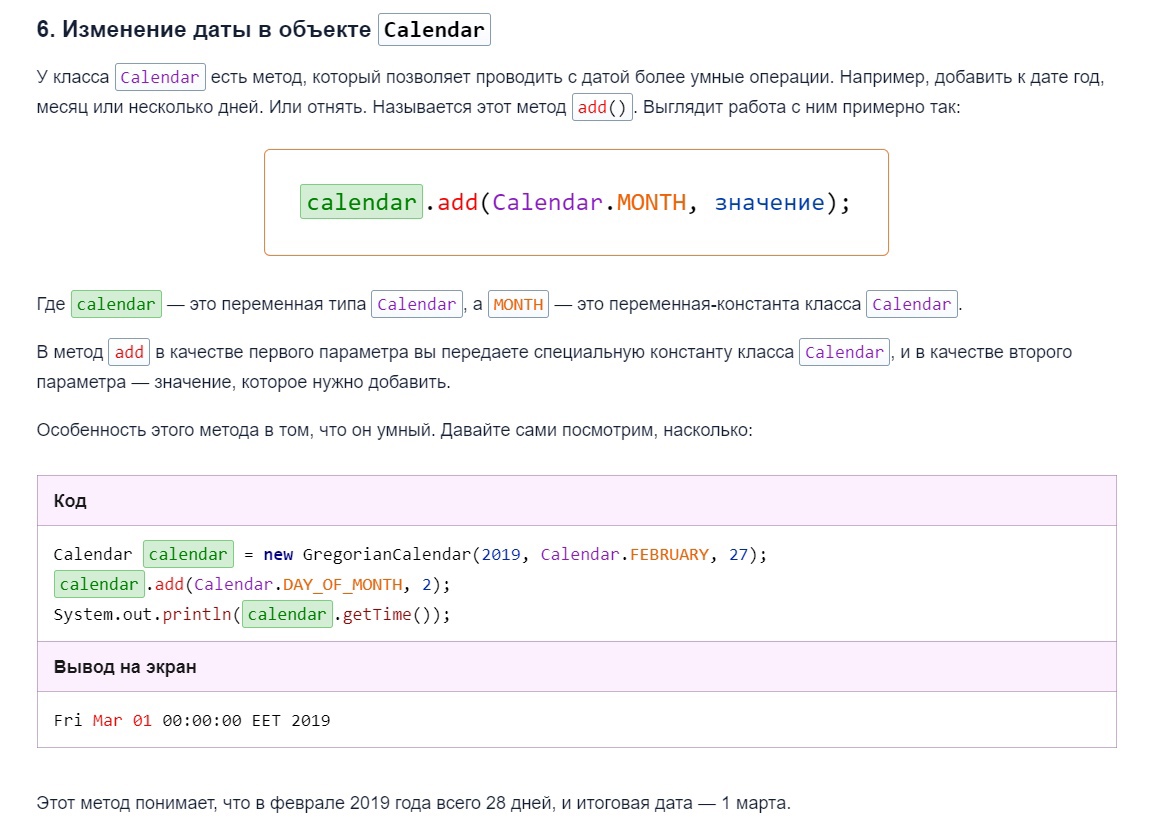 6. Изменение даты в объекте Calendar
У класса Calendar есть метод, который позволяет проводить с датой более умные операции. Например, добавить к дате год,
месяц или несколько дней. Или отнять. Называется этот метод add(). Выглядит работа с ним примерно так:
calendar.add(Calendar.MONTH, значение);
Где calendar — это переменная типа Calendar, а MONTH — это переменная-константа класса Calendar.
В метод add в качестве первого параметра вы передаете специальную константу класса Calendar, и в качестве второго
параметра — значение, которое нужно добавить.
Особенность этого метода в том, что он умный. Давайте сами посмотрим, насколько:
Код
Calendar calendar = new GregorianCalendar(2019, Calendar.FEBRUARY, 27);
calendar.add(Calendar.DAY_OF_MONTH, 2);
System.out.println(calendar.getTime());
Вывод на экран
Fri Mar 01 00:00:00 EET 2019
Этот метод понимает, что в феврале 2019 года всего 28 дней, и итоговая дата — 1 марта.